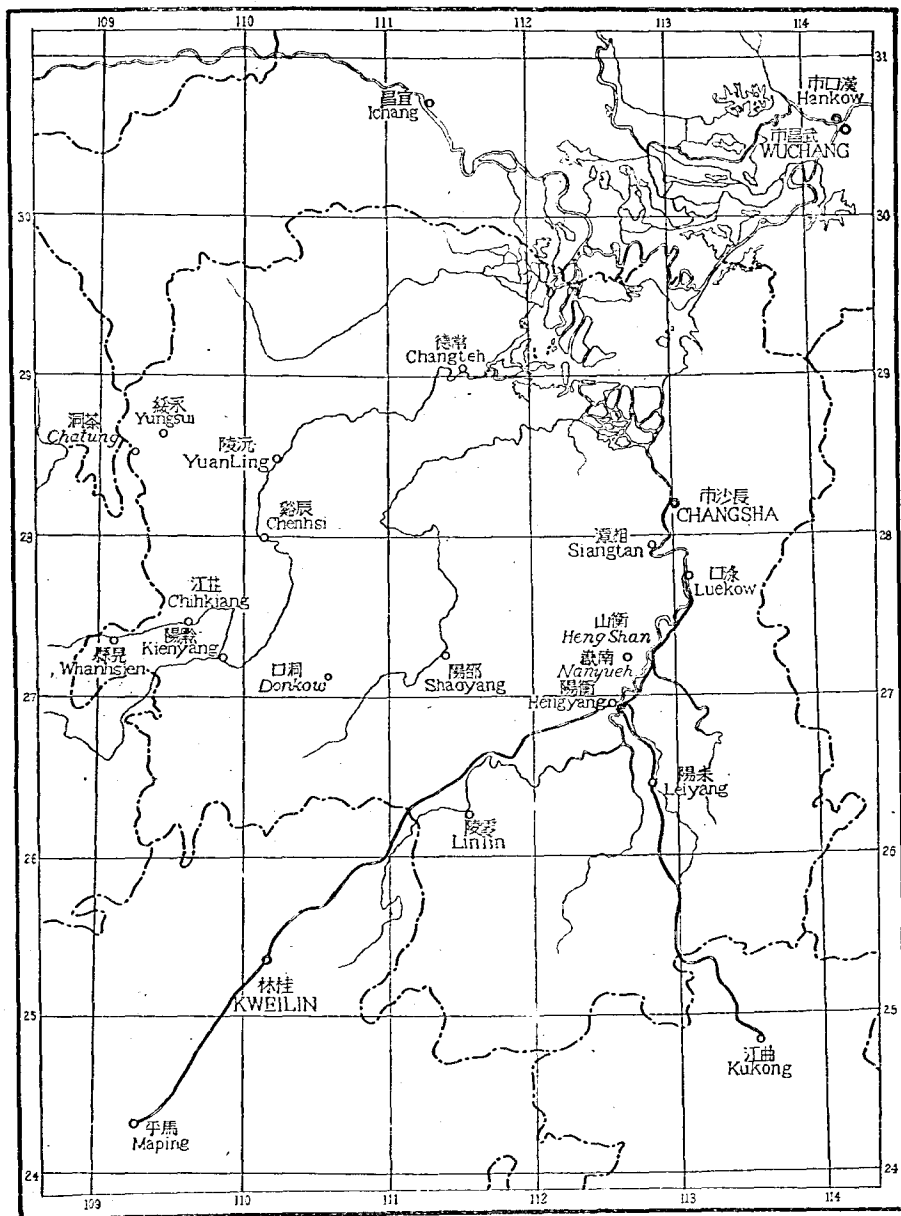 109 110 111 112 113 114
31 31
市口漢
Hankow
昌宜
Ichang
市昌武
WUCHANG
30 30
德常
Changteh
29 29
綏永
Yungsui
洞茶
Chatung
陵沅
YuanLing
市沙長
CHANGSHA
谿辰
Chenhsi
28 28
潭湘
Siangtan
口淥
Luekow
江芷
Chihkiang
山衡
HengShan
陽黔
Kienyang
縣晃
Whanhsien
口洞
Donkow
陽邵
Shaoyang
嶽南
Nanyueh
27 27
陽衡
Hengyang
陽耒
Leiyang
陵零
Linlin
26 26
林桂
KWEILIN
25 25
江曲
Kukong
平馬
Maping
24 24
109 110 111 112 113 114